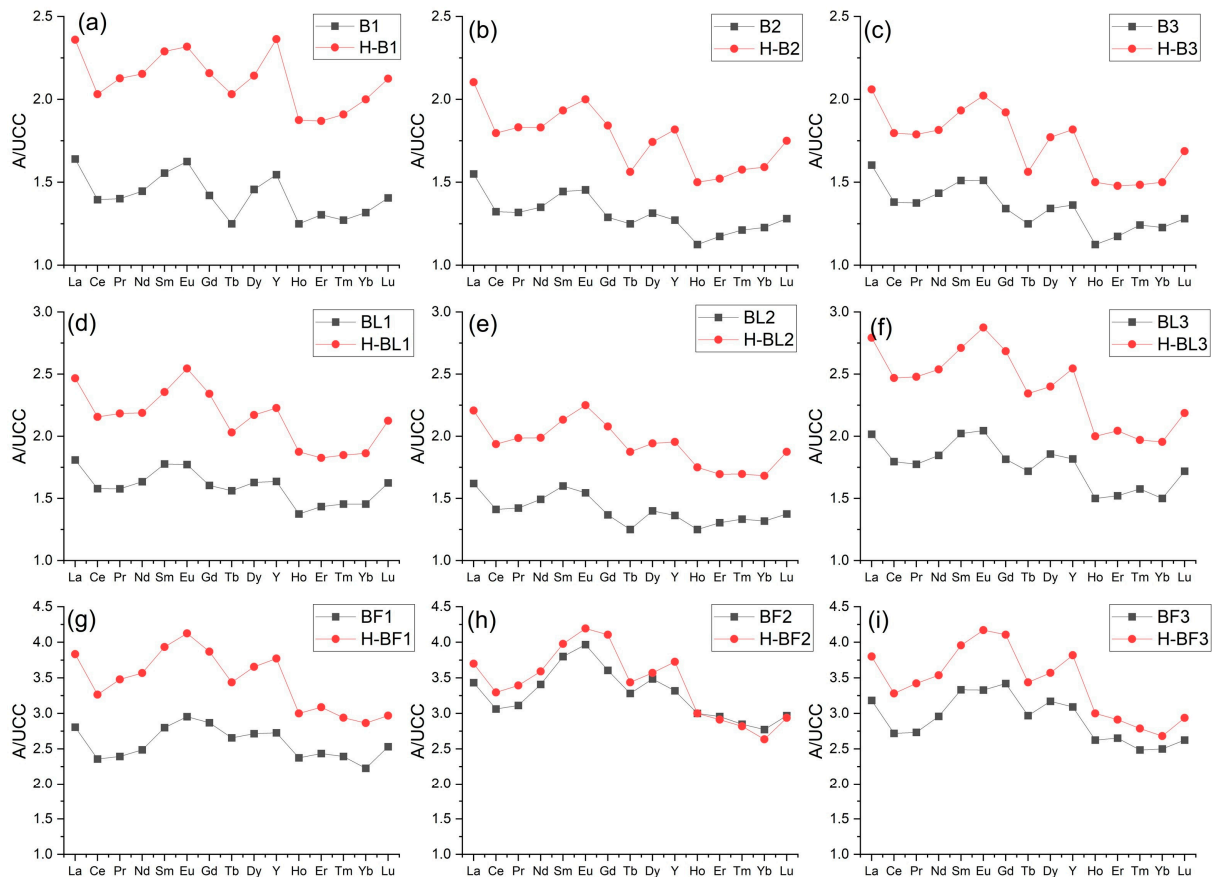 (a)
B1
H-B1
A/UCC
2.5
2.0
1.5
1.0
La Ce Pr Nd Sm Eu Gd Tb Dy Y Ho Er Tm Yb Lu
(b)
B2
H-B2
A/UCC
2.5
2.0
1.5
1.0
La Ce Pr Nd Sm Eu Gd Tb Dy Y Ho Er Tm Yb Lu
(c)
B3
H-B3
A/UCC
2.5
2.0
1.5
1.0
La Ce Pr Nd Sm Eu Gd Tb Dy Y Ho Er Tm Yb Lu
(d)
BL1
H-BL1
A/UCC
3.0
2.5
2.0
1.5
1.0
La Ce Pr Nd Sm Eu Gd Tb Dy Y Ho Er Tm Yb Lu
(e)
BL2
H-BL2
A/UCC
3.0
2.5
2.0
1.5
1.0
La Ce Pr Nd Sm Eu Gd Tb Dy Y Ho Er Tm Yb Lu
(f)
BL3
H-BL3
A/UCC
3.0
2.5
2.0
1.5
1.0
La Ce Pr Nd Sm Eu Gd Tb Dy Y Ho Er Tm Yb Lu
(g)
BF1
H-BF1
A/UCC
4.5
4.0
3.5
3.0
2.5
2.0
1.5
1.0
La Ce Pr Nd Sm Eu Gd Tb Dy Y Ho Er Tm Yb Lu
(h)
BF2
H-BF2
A/UCC
4.5
4.0
3.5
3.0
2.5
2.0
1.5
1.0
La Ce Pr Nd Sm Eu Gd Tb Dy Y Ho Er Tm Yb Lu
(i)
BF3
H-BF3
A/UCC
4.5
4.0
3.5
3.0
2.5
2.0
1.5
1.0
La Ce Pr Nd Sm Eu Gd Tb Dy Y Ho Er Tm Yb Lu